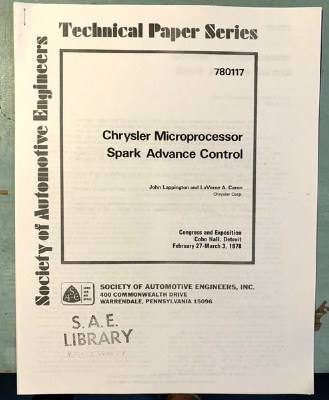 Technical Paper Series
Society of Automotive Engineers
780117
Chrysler Microprocessor
Spark Advance Control
John Lappington and LaVerne A. Caron
Chrysler Corp.
Congress and Exposition
Cobo Hall, Detroit
February 27-March 3, 1978
SOCIETY OF AUTOMOTIVE ENGINEERS, INC.
400 COMMONWEALTH DRIVE
WARRENDALE, PENNSYLVANIA 15096
S.A.E.
LIBRARY